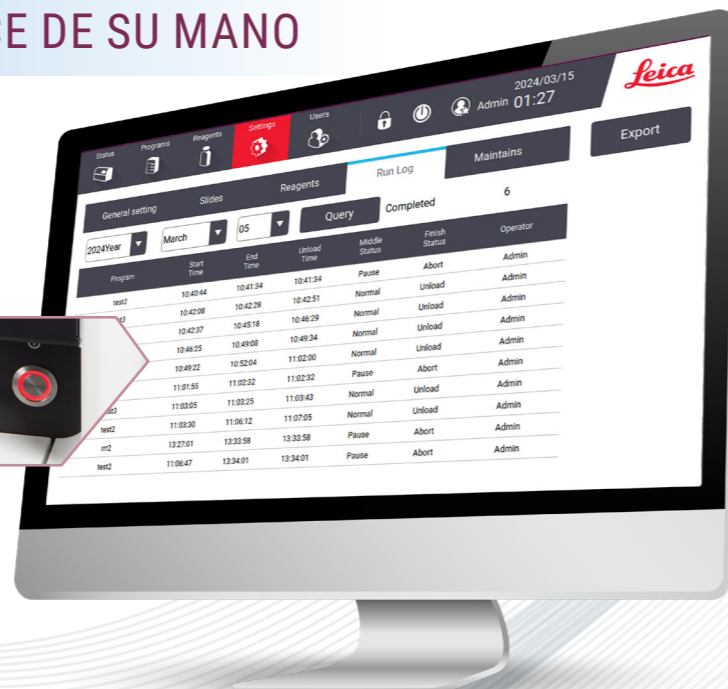 CE DE SU MANO
Leica
2024/03/15
Admin 01:27
Status Programs Reagents Settings Users
General setting Slides Reagents Run Log Maintains Export
2024Year March 05 Query Completed 6
Program Start Time End Time Unload Time Middle Status Finish Status Operator
test2 10:40:44 10:41:34 10:41:34 Pause Abort Admin
10:42:08 10:42:28 10:42:51 Normal Unload Admin
10:42:37 10:45:18 10:46:29 Normal Unload Admin
10:46:25 10:49:08 10:49:34 Normal Unload Admin
10:49:22 10:52:04 11:02:00 Normal Unload Admin
11:01:55 11:02:32 11:02:32 Pause Abort Admin
11:03:05 11:03:25 11:03:43 Normal Unload Admin
test2 11:03:30 11:06:12 11:07:05 Normal Unload Admin
rrr2 13:27:01 13:33:58 13:33:58 Pause Abort Admin
test2 11:06:47 13:34:01 13:34:01 Pause Abort Admin